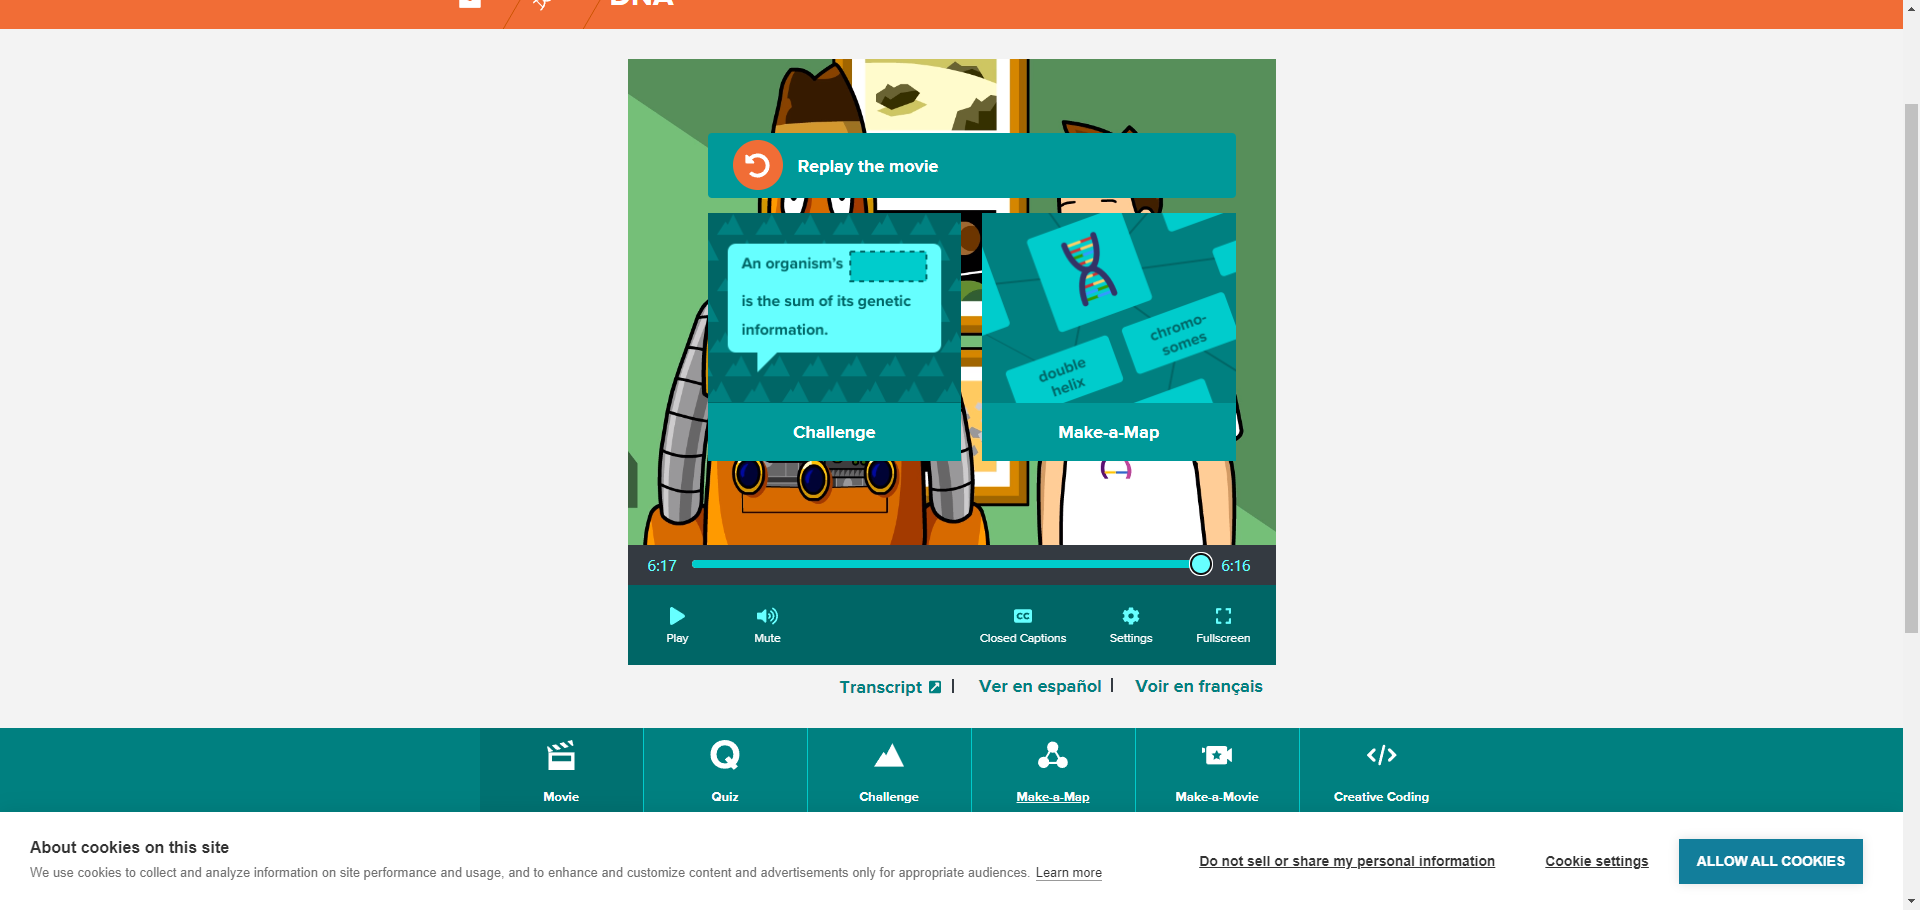 DNA
Replay the movie
An organism's
is the sum of its genetic
information.
chromo-
somes
double
helix
Challenge
Make-a-Map
6:17
6:16
CC
Play
Mute
Closed Captions
Settings
Fullscreen
Transcript | Ver en español | Voir en français
Movie
Quiz
Challenge
Make-a-Map
Make-a-Movie
Creative Coding
About cookies on this site
We use cookies to collect and analyze information on site performance and usage, and to enhance and customize content and advertisements only for appropriate audiences. Learn more
Do not sell or share my personal information
Cookie settings
ALLOW ALL COOKIES